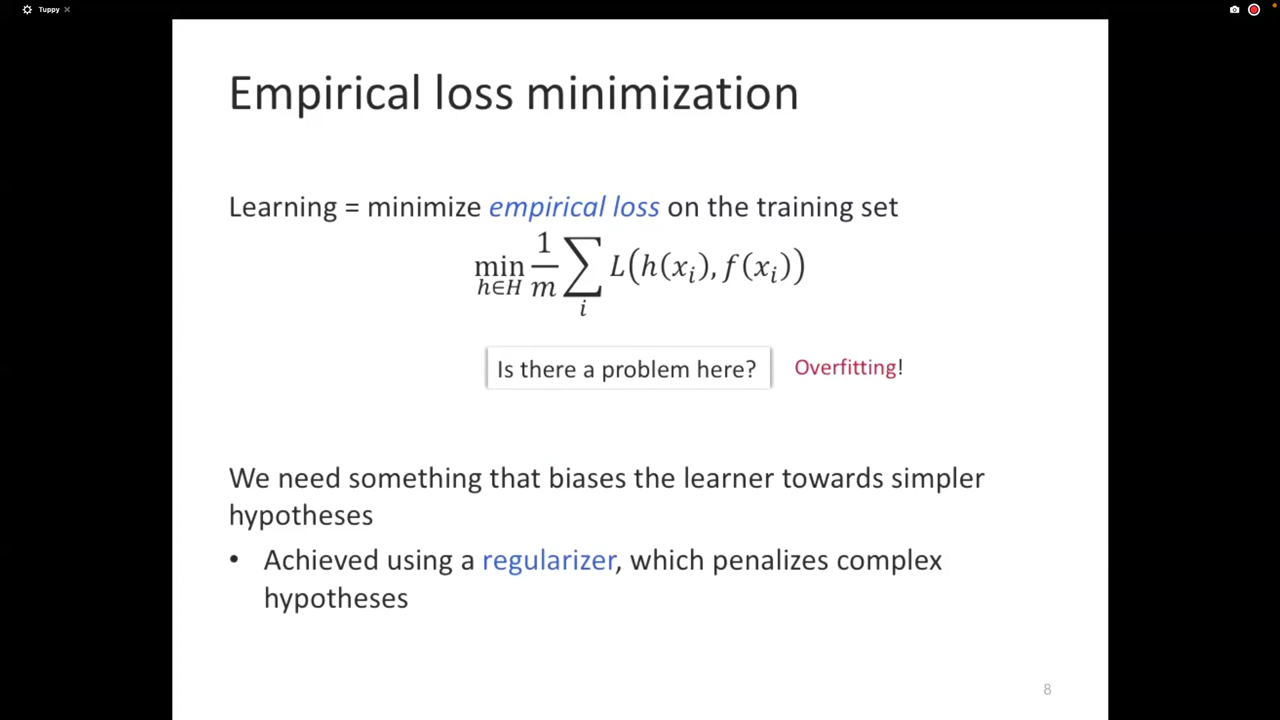 Tuppy ×
Empirical loss minimization
Learning = minimize empirical loss on the training set
min h∈H 1/m ∑ i L(h(xᵢ), f(xᵢ))
Is there a problem here? Overfitting!
We need something that biases the learner towards simpler
hypotheses
• Achieved using a regularizer, which penalizes complex
hypotheses
8